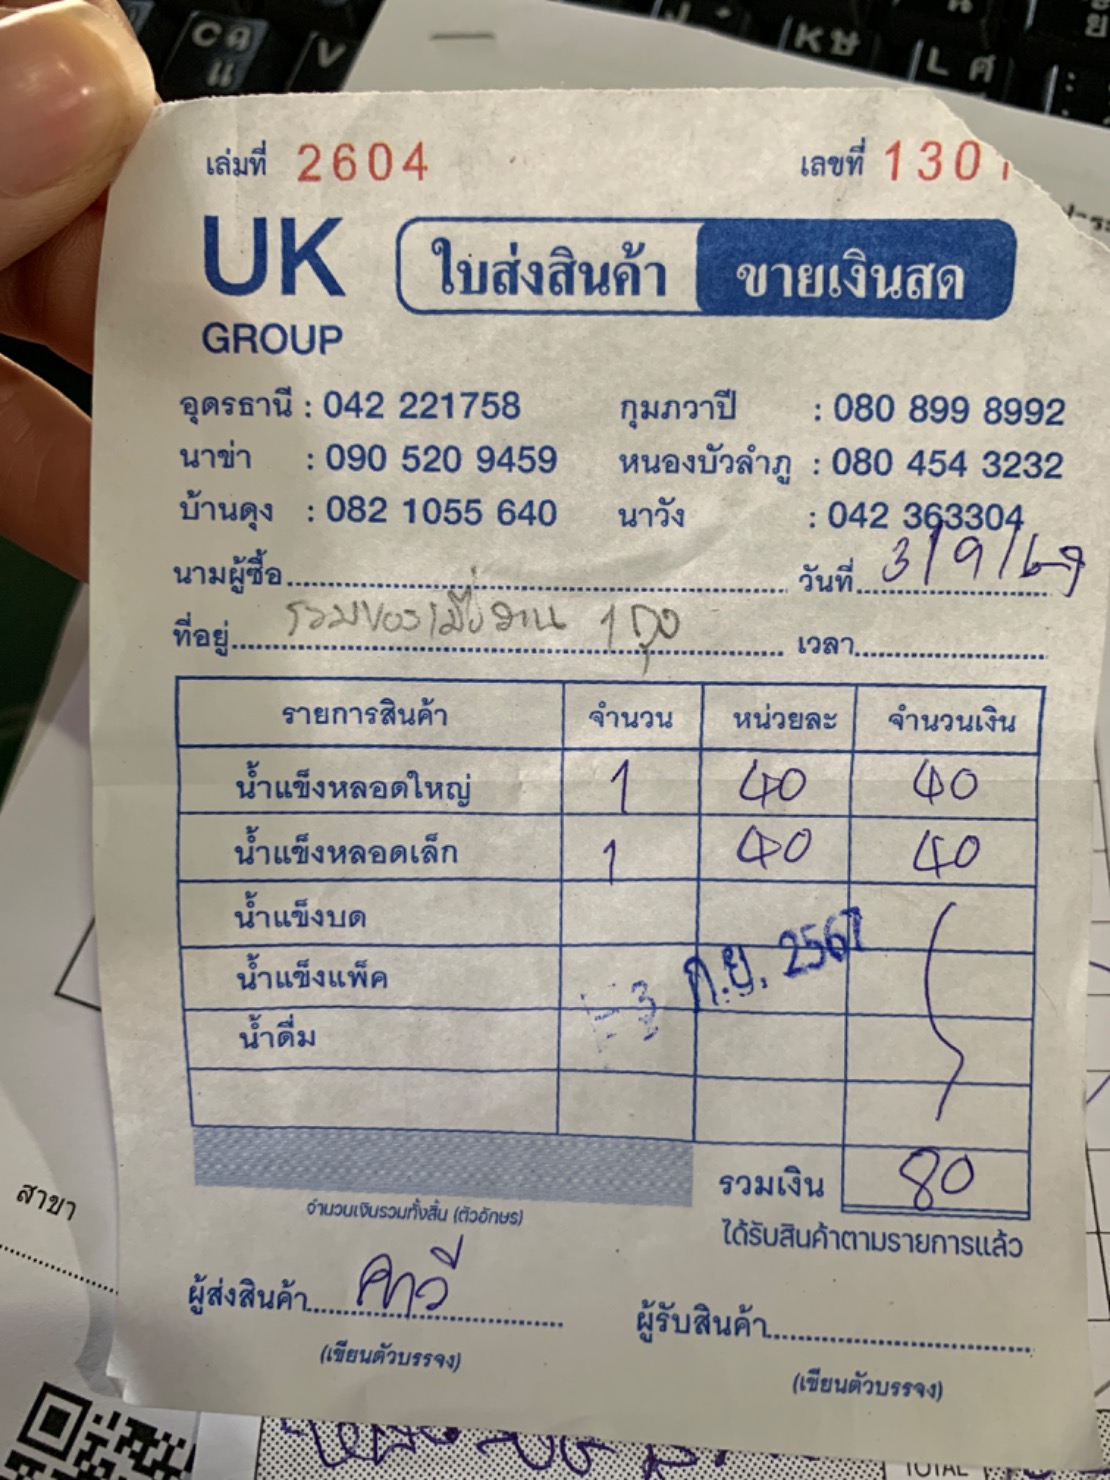 เล่มที่ 2604 เลขที่ 130
UK
GROUP
ใบส่งสินค้า ขายเงินสด
อุดรธานี : 042 221758 กุมภวาปี : 080 899 8992
นาข่า : 090 520 9459 หนองบัวลำภู : 080 454 3232
บ้านดุง : 082 1055 640 นาวัง : 042 363304
นามผู้ซื้อ วันที่ 3/9/67
ที่อยู่ 1 ถุง เวลา
รายการสินค้า จำนวน หน่วยละ จำนวนเงิน
น้ำแข็งหลอดใหญ่ 1 40 40
น้ำแข็งหลอดเล็ก 1 40 40
น้ำแข็งบด
น้ำแข็งแพ็ค
3 ก.ย. 2567
น้ำดื่ม
รวมเงิน 80
จำนวนเงินรวมทั้งสิ้น (ตัวอักษร)
ได้รับสินค้าตามรายการแล้ว
ผู้ส่งสินค้า ผู้รับสินค้า
(เขียนตัวบรรจง) (เขียนตัวบรรจง)
สาขา
TOTAL